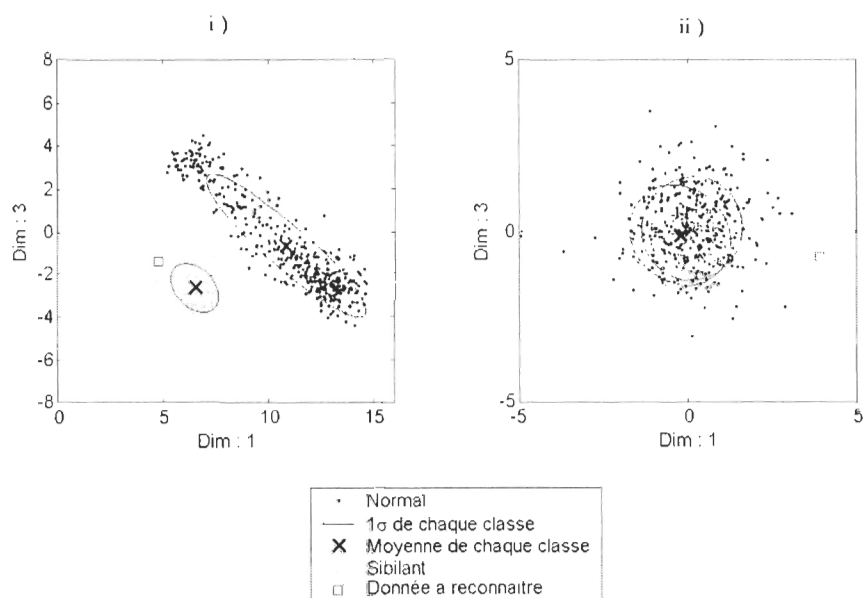 i )
ii )
8
6
4
2
0
-2
-4
-6
-8
Dim : 3
0
5
10
15
Dim : 1
5
0
-5
Dim : 3
-5
0
5
Dim : 1
Normal
1σ de chaque classe
Moyenne de chaque classe
Sibilant
Donnée a reconnaitre